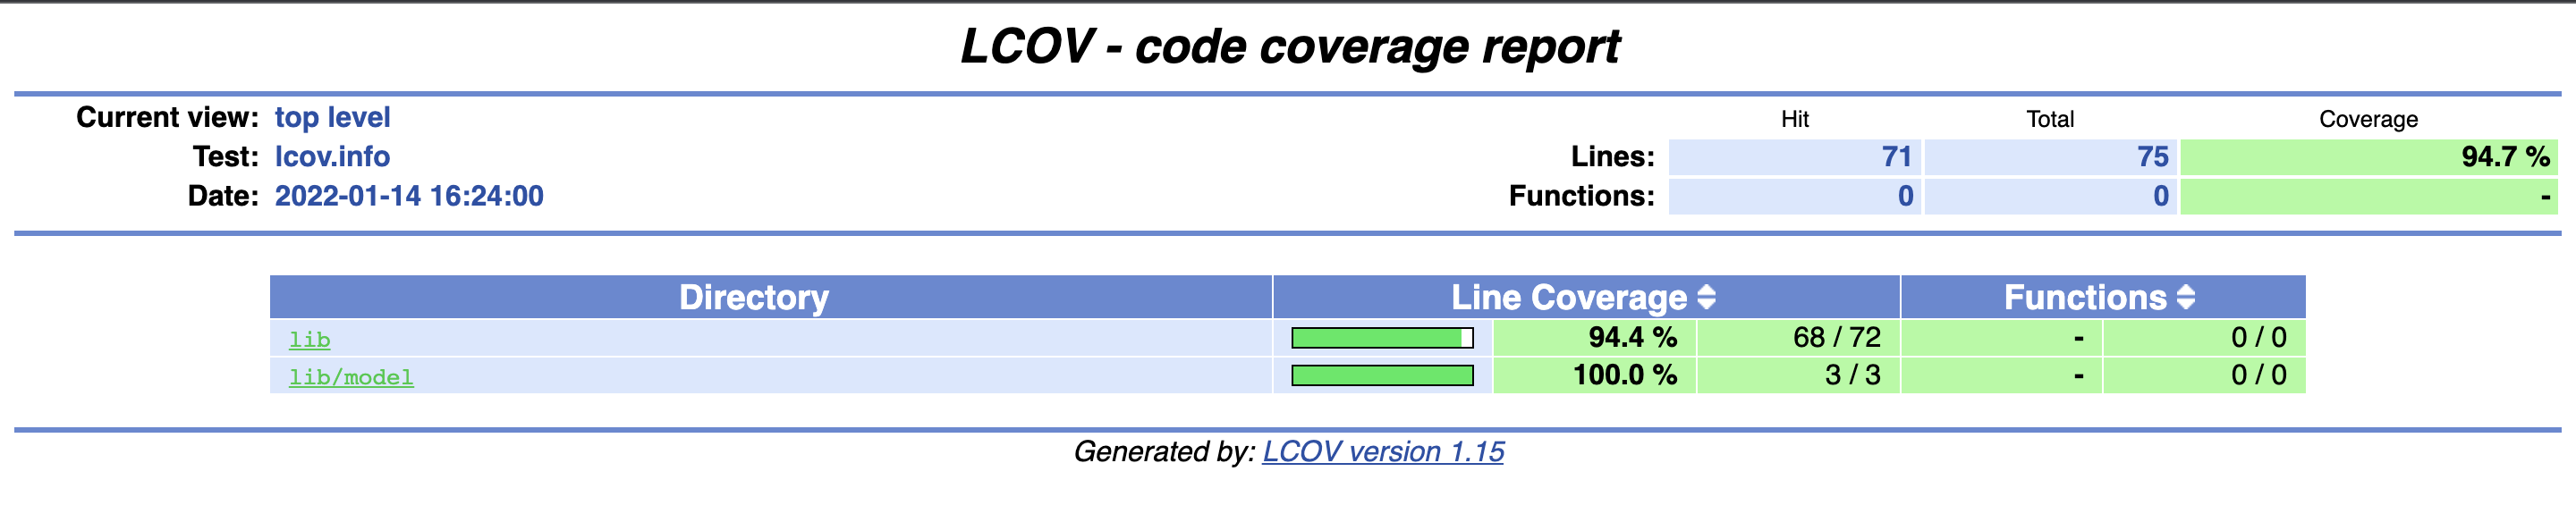 LCOV - code coverage report
Current view: top level
Hit Total Coverage
Test: lcov.info
Lines: 71 75 94.7 %
Date: 2022-01-14 16:24:00
Functions: 0 0 -
Directory Line Coverage Functions
lib 94.4 % 68 / 72 - 0 / 0
lib/model 100.0 % 3 / 3 - 0 / 0
Generated by: LCOV version 1.15